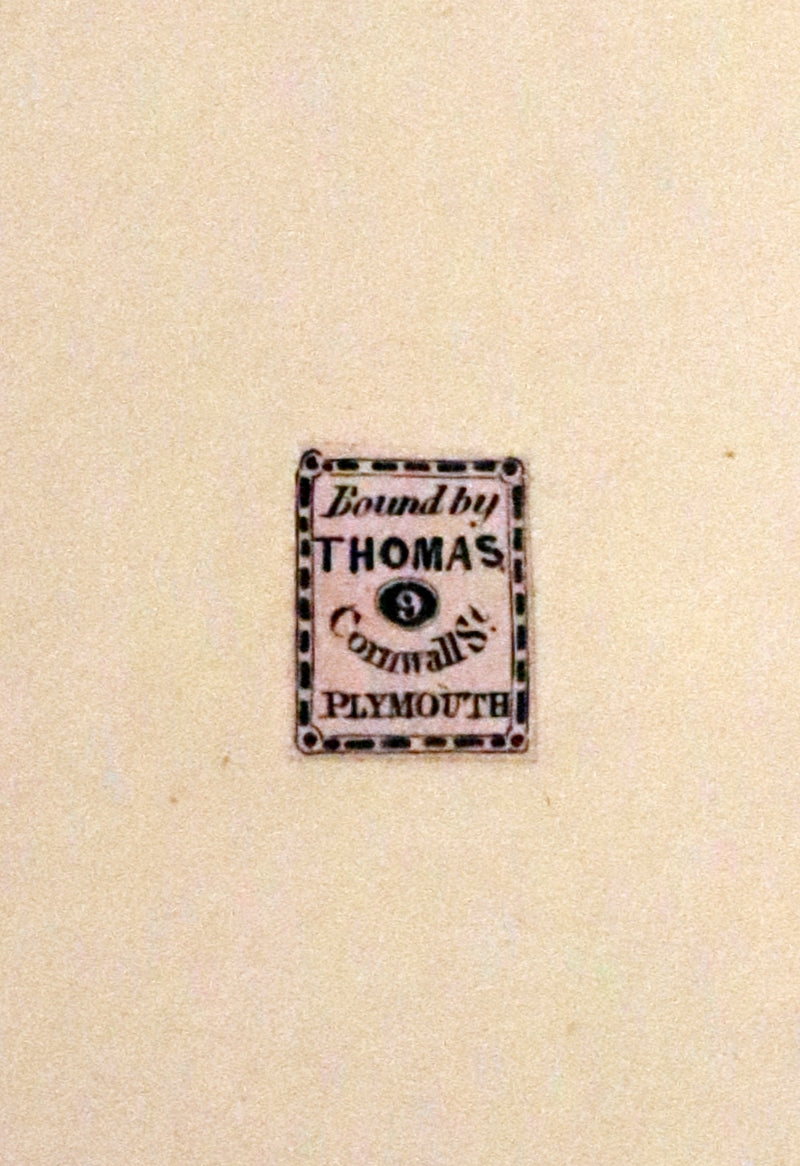 Bound by
THOMAS
9
Cornwall St.
PLYMOUTH